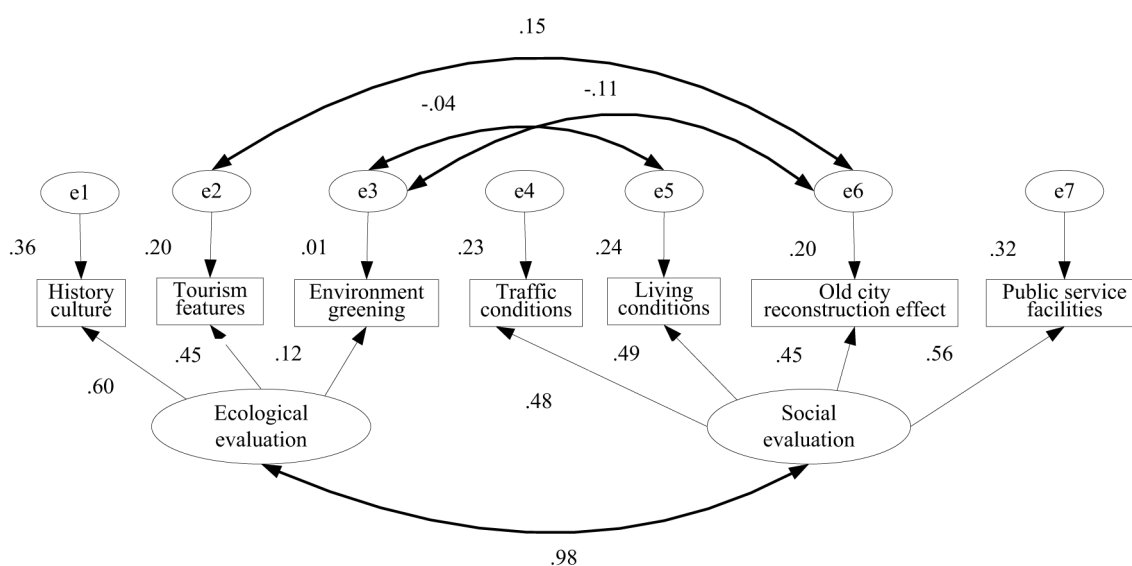 .15
-.04
-.11
e1
e2
e3
e4
e5
e6
e7
.36
.20
.01
.23
.24
.20
.32
History
culture
Tourism
features
Environment
greening
Traffic
conditions
Living
conditions
Old city
reconstruction effect
Public service
facilities
.60
.45
.12
.48
.49
.45
.56
Ecological
evaluation
Social
evaluation
.98